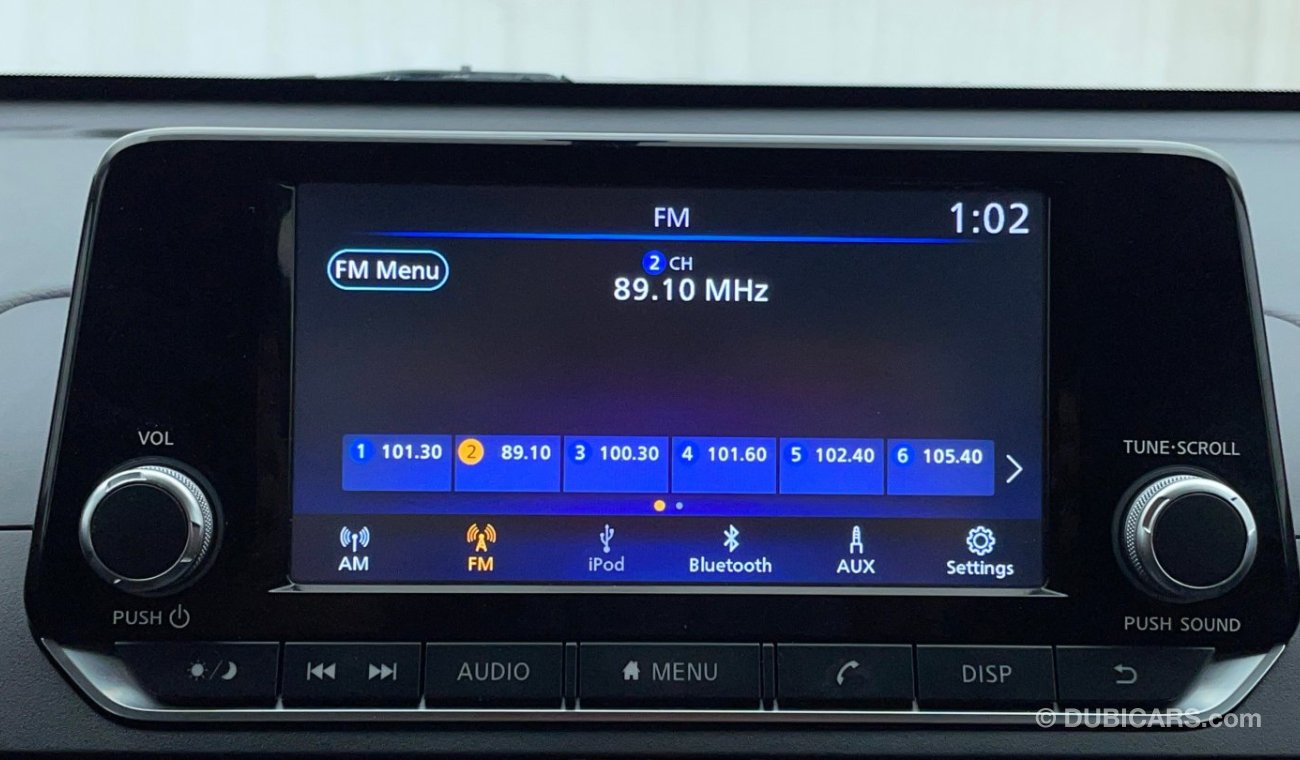 FM
1:02
FM Menu
2 CH
89.10 MHz
1 101.30 2 89.10 3 100.30 4 101.60 5 102.40 6 105.40
AM FM iPod Bluetooth AUX Settings
VOL
PUSH
TUNE·SCROLL
PUSH SOUND
AUDIO MENU DISP
© DUBICARS.com